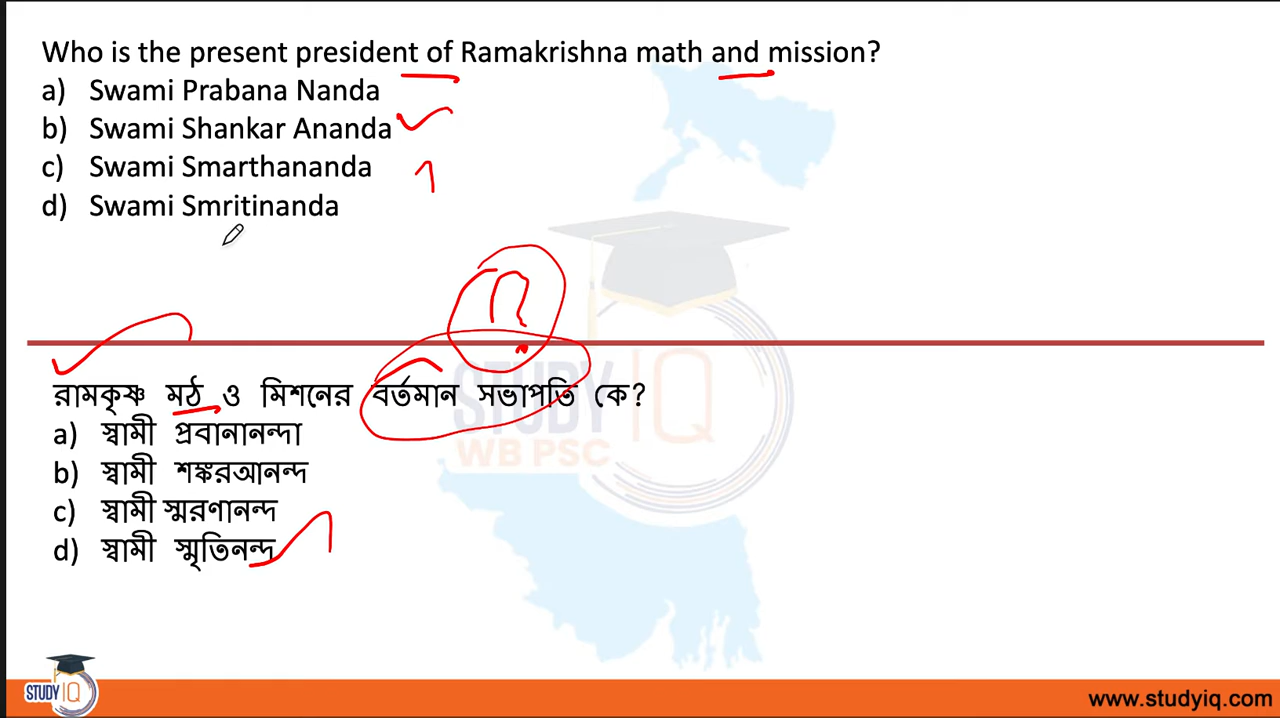 Who is the present president of Ramakrishna math and mission?
a) Swami Prabana Nanda
b) Swami Shankar Ananda
c) Swami Smarthananda
d) Swami Smritinanda
রামকৃষ্ণ মঠ ও মিশনের বর্তমান সভাপতি কে?
a) স্বামী প্রবানানন্দা
b) স্বামী শঙ্করআনন্দ
c) স্বামী স্মরণানন্দ
d) স্বামী স্মৃতিনন্দ
STUDY IQ
WB PSC
STUDY IQ
www.studyiq.com